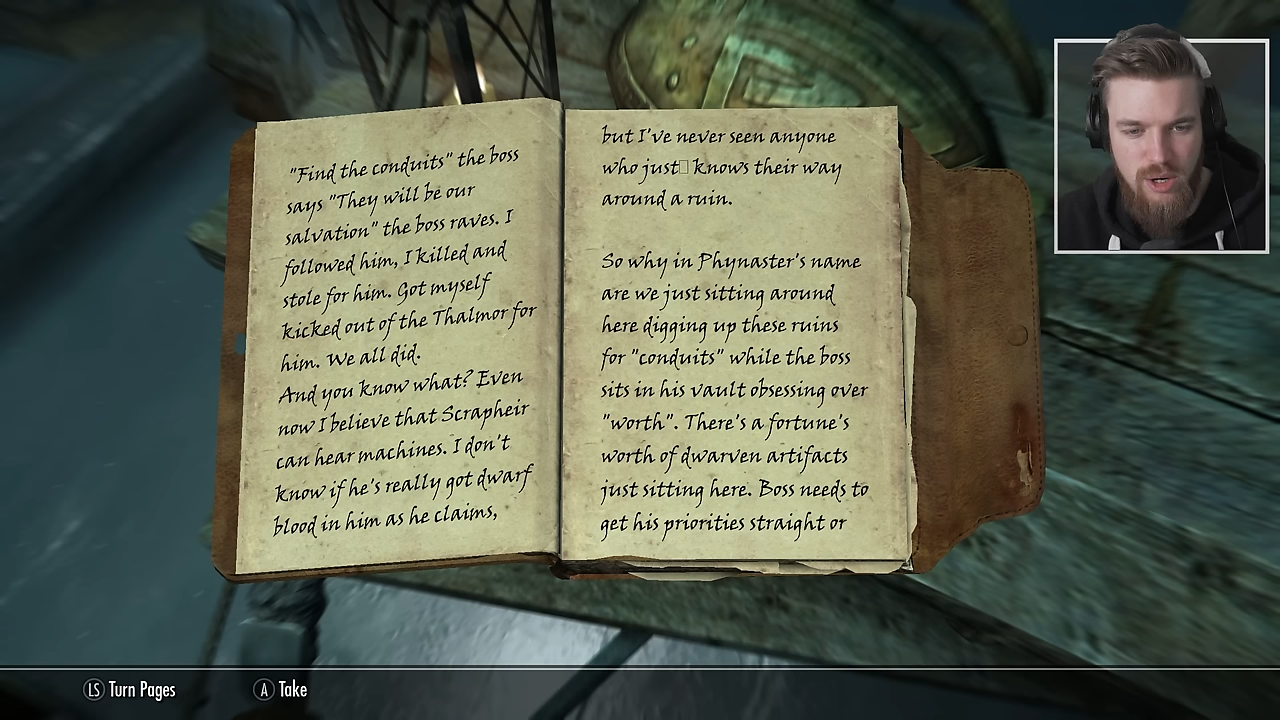 "Find the conduits" the boss
says "They will be our
salvation" the boss raves. I
followed him, I killed and
stole for him. Got myself
kicked out of the Thalmor for
him. We all did.
And you know what? Even
now I believe that Scrapheir
can hear machines. I don't
know if he's really got dwarf
blood in him as he claims,
but I've never seen anyone
who just□ knows their way
around a ruin.
So why in Phynaster's name
are we just sitting around
here digging up these ruins
for "conduits" while the boss
sits in his vault obsessing over
"worth". There's a fortune's
worth of dwarven artifacts
just sitting here. Boss needs to
get his priorities straight or
LS Turn Pages
A Take